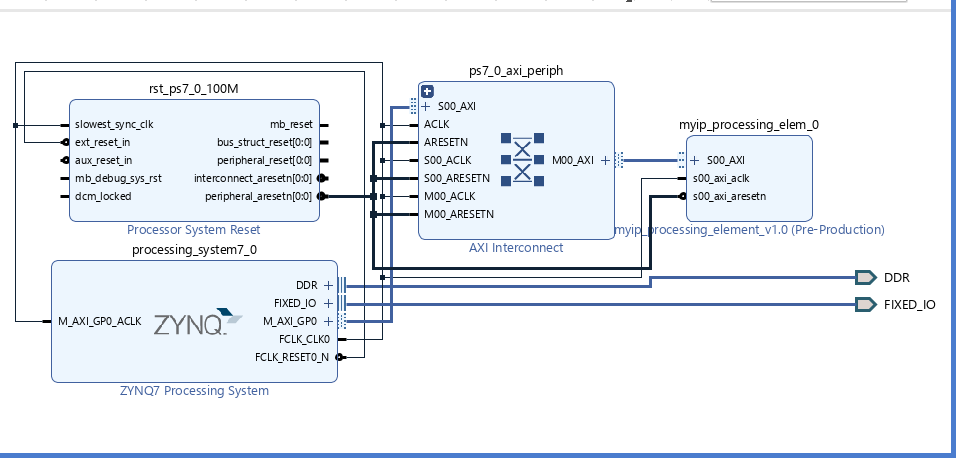 rst_ps7_0_100M
slowest_sync_clk
ext_reset_in
aux_reset_in
mb_debug_sys_rst
dcm_locked
mb_reset
bus_struct_reset[0:0]
peripheral_reset[0:0]
interconnect_aresetn[0:0]
peripheral_aresetn[0:0]
Processor System Reset
ps7_0_axi_periph
S00_AXI
ACLK
ARESETN
S00_ACLK
S00_ARESETN
M00_ACLK
M00_ARESETN
M00_AXI
AXI Interconnect
myip_processing_elem_0
S00_AXI
s00_axi_aclk
s00_axi_aresetn
myip_processing_element_v1.0 (Pre-Production)
processing_system7_0
M_AXI_GP0_ACLK
ZYNQ
DDR
FIXED_IO
M_AXI_GP0
FCLK_CLK0
FCLK_RESET0_N
ZYNQ7 Processing System
DDR
FIXED_IO